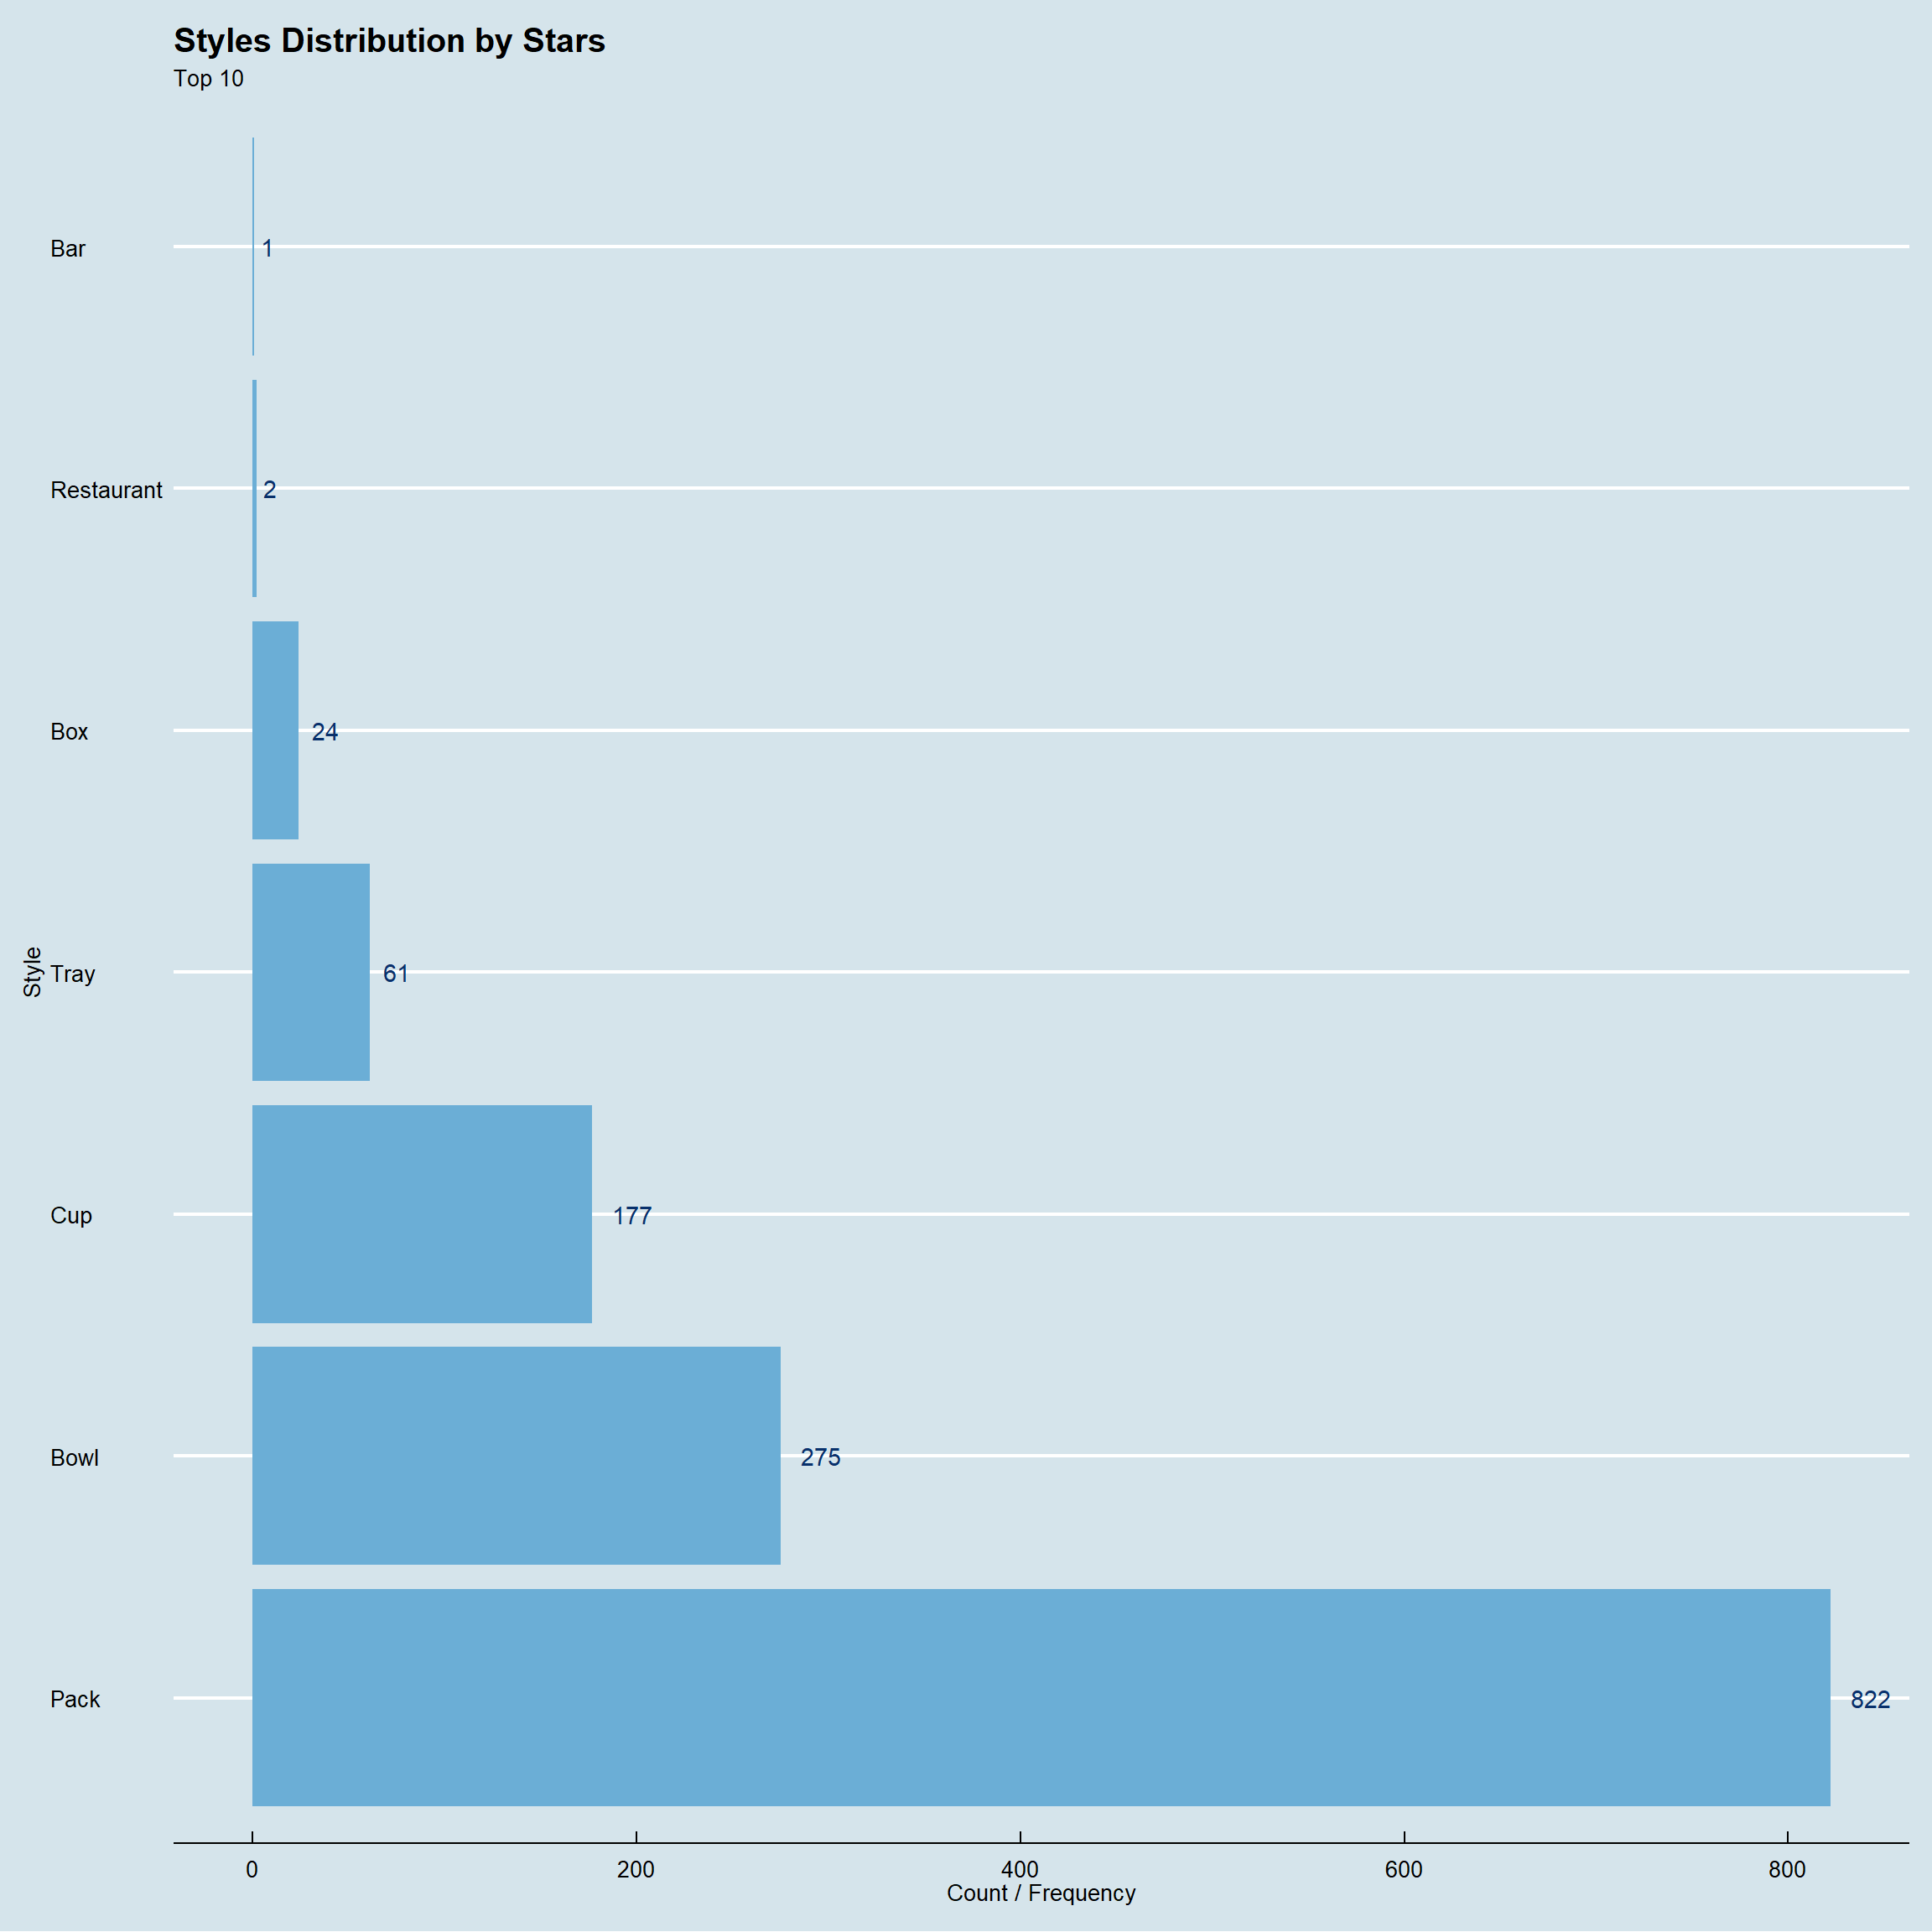 Styles Distribution by Stars
Top 10
Bar
1
Restaurant
2
Box
24
Style
Tray
61
Cup
177
Bowl
275
Pack
822
0 200 400 600 800
Count / Frequency